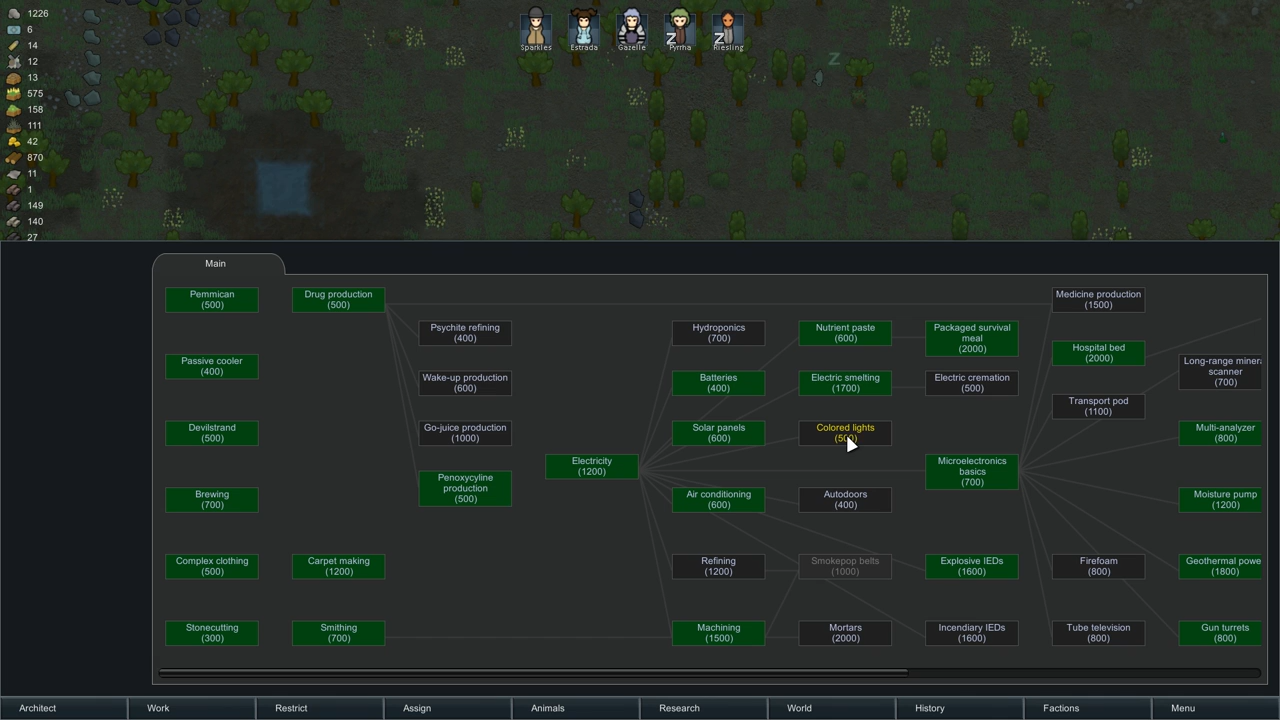 1226
6
14
12
13
575
158
111
42
870
11
1
149
140
27
Sparkles
Estrada
Gazelle
Pyrrha
Riesling
Z
Z
Z
Main
Pemmican
(500)
Drug production
(500)
Medicine production
(1500)
Psychite refining
(400)
Hydroponics
(700)
Nutrient paste
(600)
Packaged survival
meal
(2000)
Hospital bed
(2000)
Passive cooler
(400)
Long-range minera
scanner
(700)
Wake-up production
(600)
Batteries
(400)
Electric smelting
(1700)
Electric cremation
(500)
Transport pod
(1100)
Devilstrand
(500)
Go-juice production
(1000)
Solar panels
(600)
Colored lights
Multi-analyzer
(800)
Electricity
(1200)
Microelectronics
basics
(700)
Penoxycyline
production
(500)
Brewing
(700)
Air conditioning
(600)
Autodoors
(400)
Moisture pump
(1200)
Complex clothing
(500)
Carpet making
(1200)
Refining
(1200)
Smokepop belts
(1000)
Explosive IEDs
(1600)
Firefoam
(800)
Geothermal powe
(1800)
Stonecutting
(300)
Smithing
(700)
Machining
(1500)
Mortars
(2000)
Incendiary IEDs
(1600)
Tube television
(800)
Gun turrets
(800)
Architect
Work
Restrict
Assign
Animals
Research
World
History
Factions
Menu